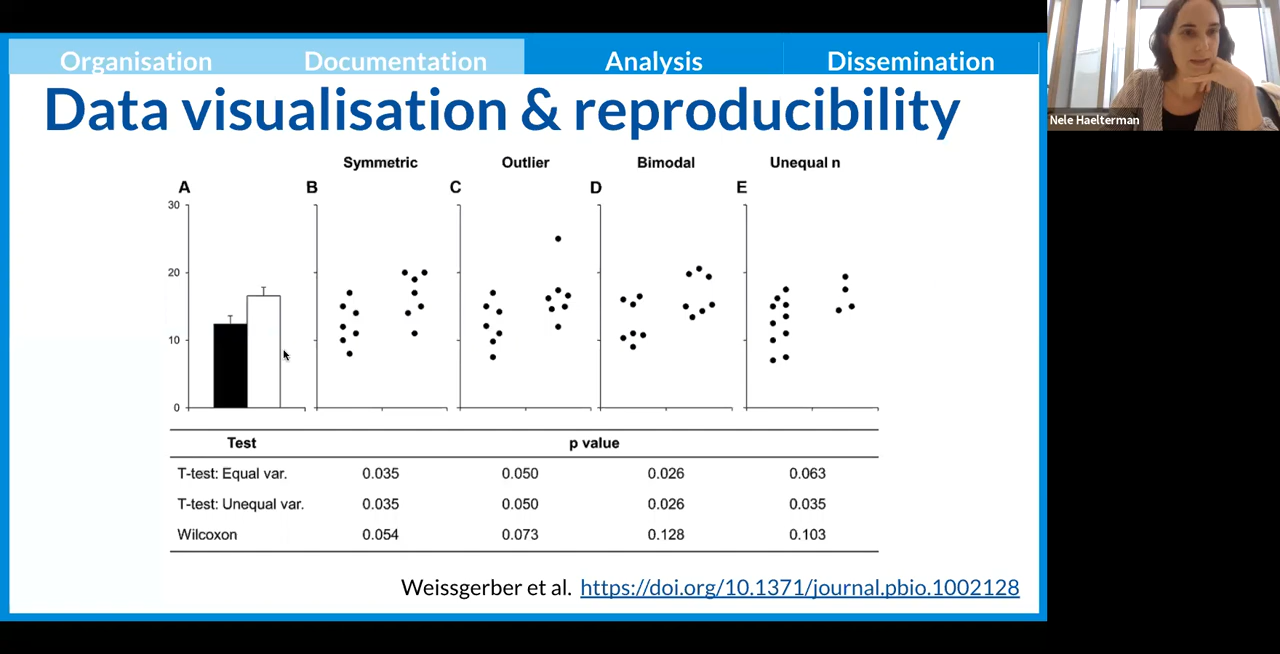 Organisation Documentation Analysis Dissemination
Nele Haelterman
Data visualisation & reproducibility
Symmetric Outlier Bimodal Unequal n
A B C D E
30
20
10
0
Test p value
T-test: Equal var. 0.035 0.050 0.026 0.063
T-test: Unequal var. 0.035 0.050 0.026 0.035
Wilcoxon 0.054 0.073 0.128 0.103
Weissgerber et al. https://doi.org/10.1371/journal.pbio.1002128